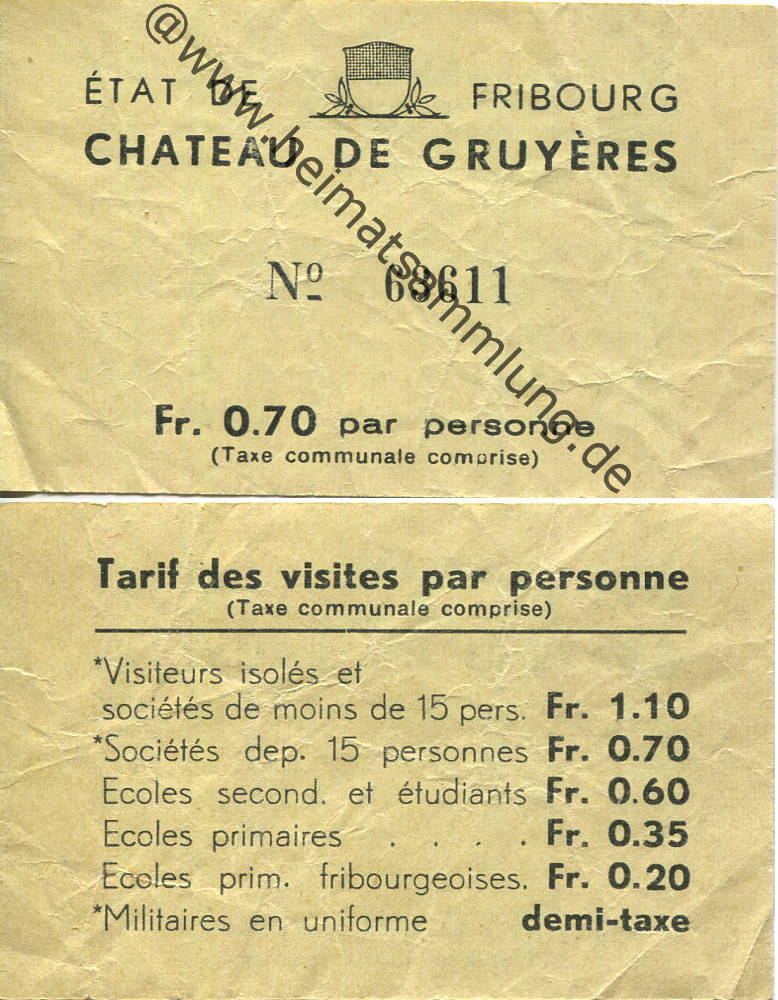 ÉTAT DE FRIBOURG
CHATEAU DE GRUYÈRES
Nº 68611
Fr. 0.70 par personne
(Taxe communale comprise)
@www.heimatsammlung.de
Tarif des visites par personne
(Taxe communale comprise)
*Visiteurs isolés et
sociétés de moins de 15 pers. Fr. 1.10
*Sociétés dep. 15 personnes Fr. 0.70
Ecoles second. et étudiants Fr. 0.60
Ecoles primaires . . . . Fr. 0.35
Ecoles prim. fribourgeoises. Fr. 0.20
*Militaires en uniforme demi-taxe